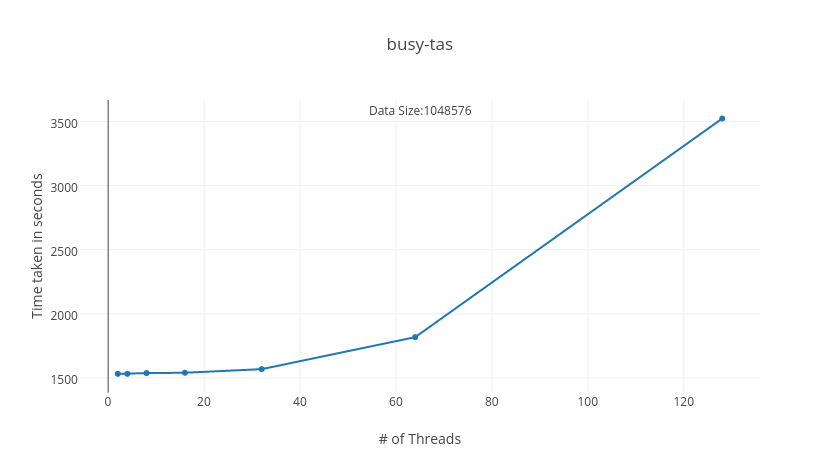 busy-tas
Data Size:1048576
Time taken in seconds
3500
3000
2500
2000
1500
0 20 40 60 80 100 120
# of Threads